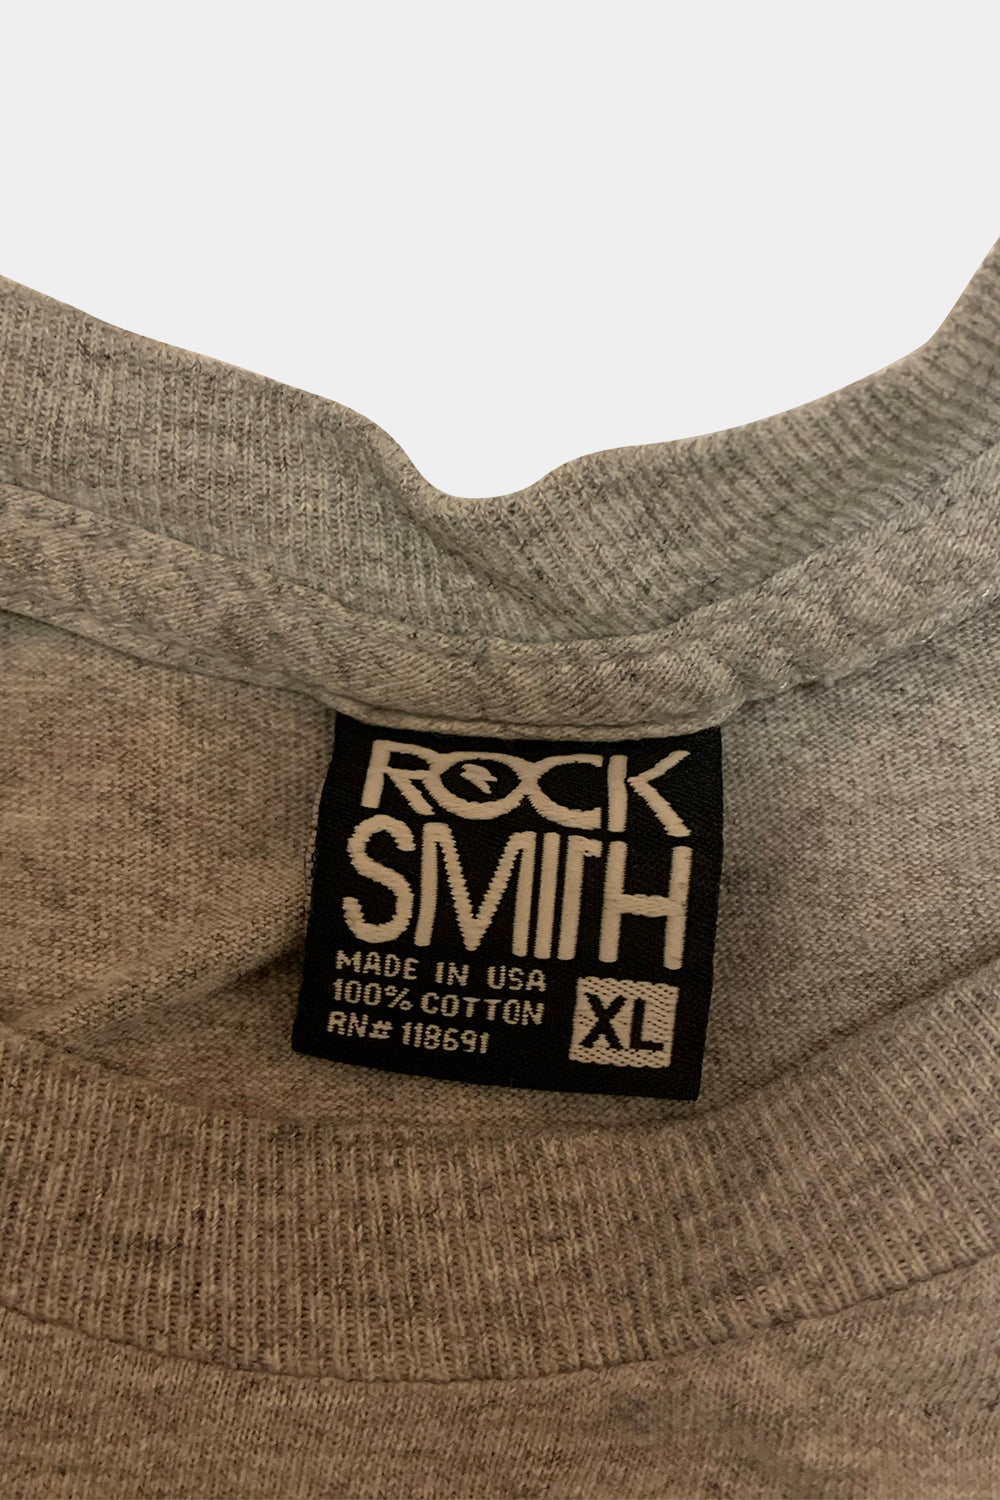 ROCK
SMITH
MADE IN USA
100% COTTON
RN# 118691
XL